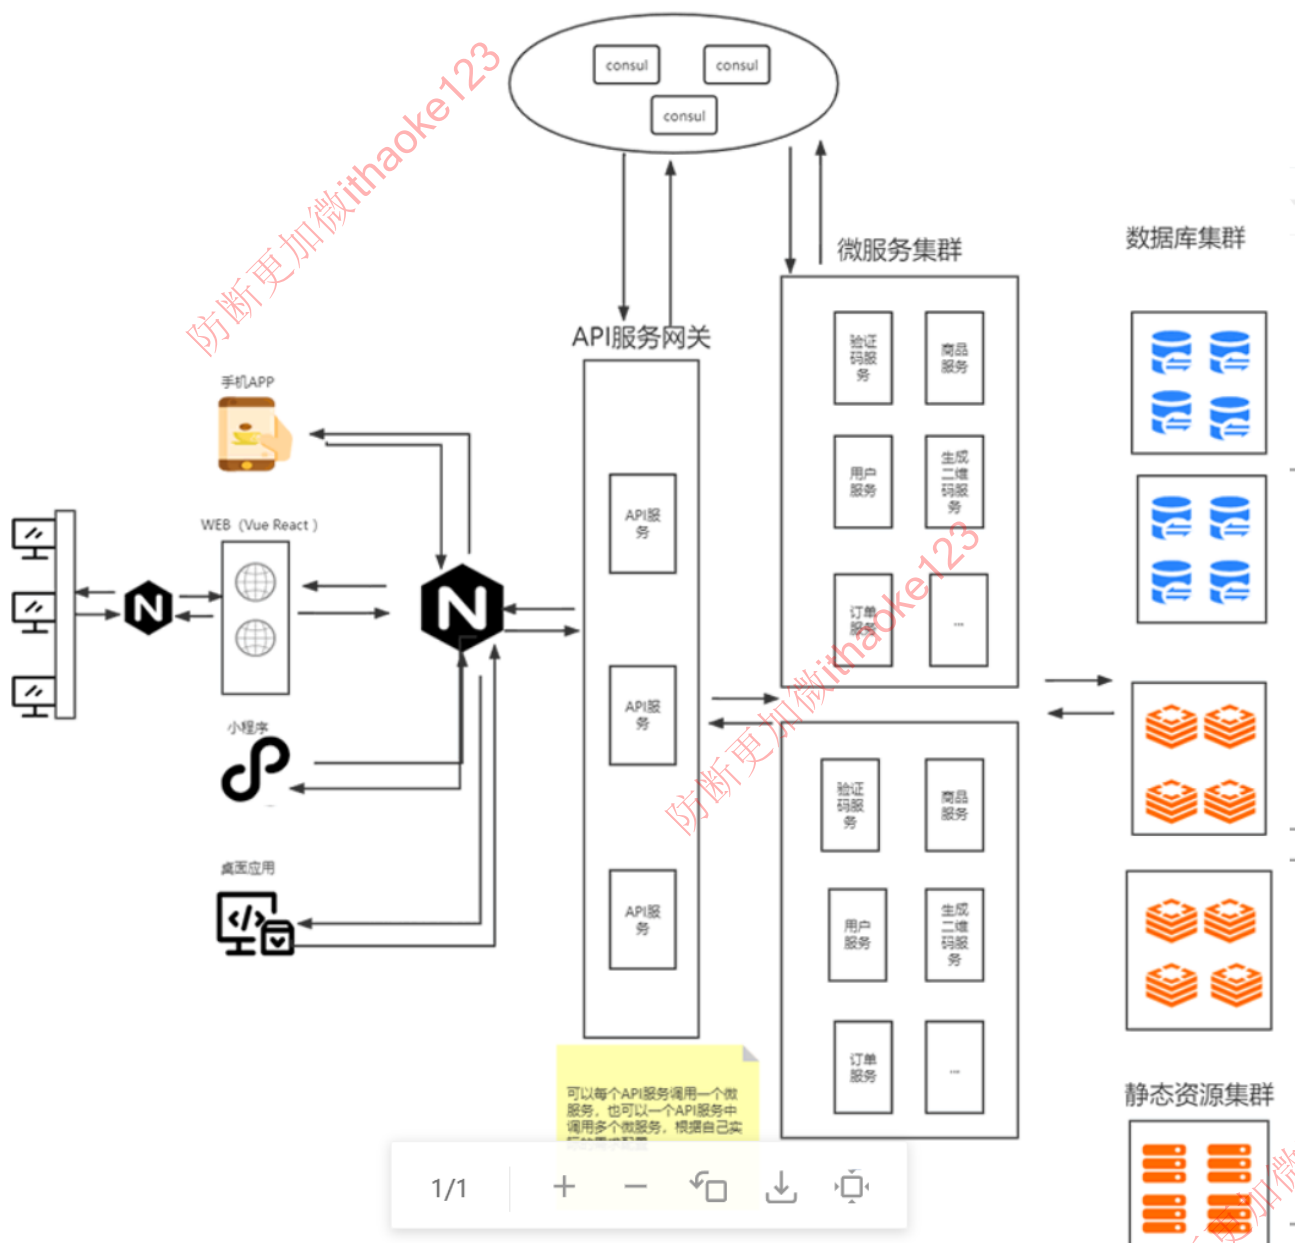 consul
consul
consul
防断更加微ithaoke123
微服务集群
数据库集群
API服务网关
验证
码服
务
商品
服务
手机APP
用户
服务
生成
二维
码服
务
API服
务
WEB（Vue React ）
N
N
订单
服务
...
防断更加微ithaoke123
API服
务
小程序
验证
码服
务
商品
服务
桌面应用
</>
API服
务
用户
服务
生成
二维
码服
务
订单
服务
...
可以每个API服务调用一个微
服务，也可以一个API服务中
调用多个微服务，根据自己实
静态资源集群
更加微
1/1